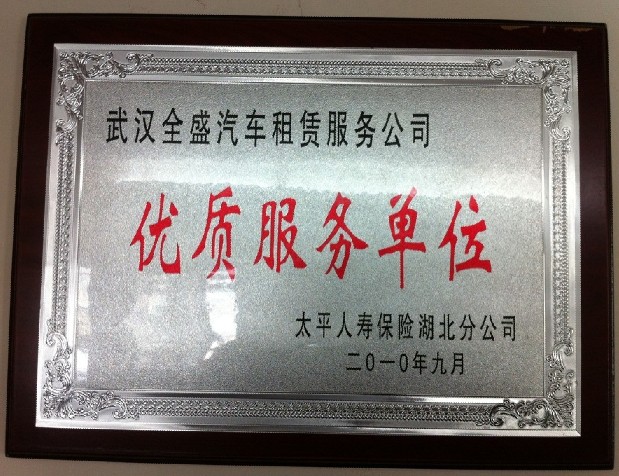 武汉全盛汽车租赁服务公司
优质服务单位
太平人寿保险湖北分公司
二〇一〇年九月